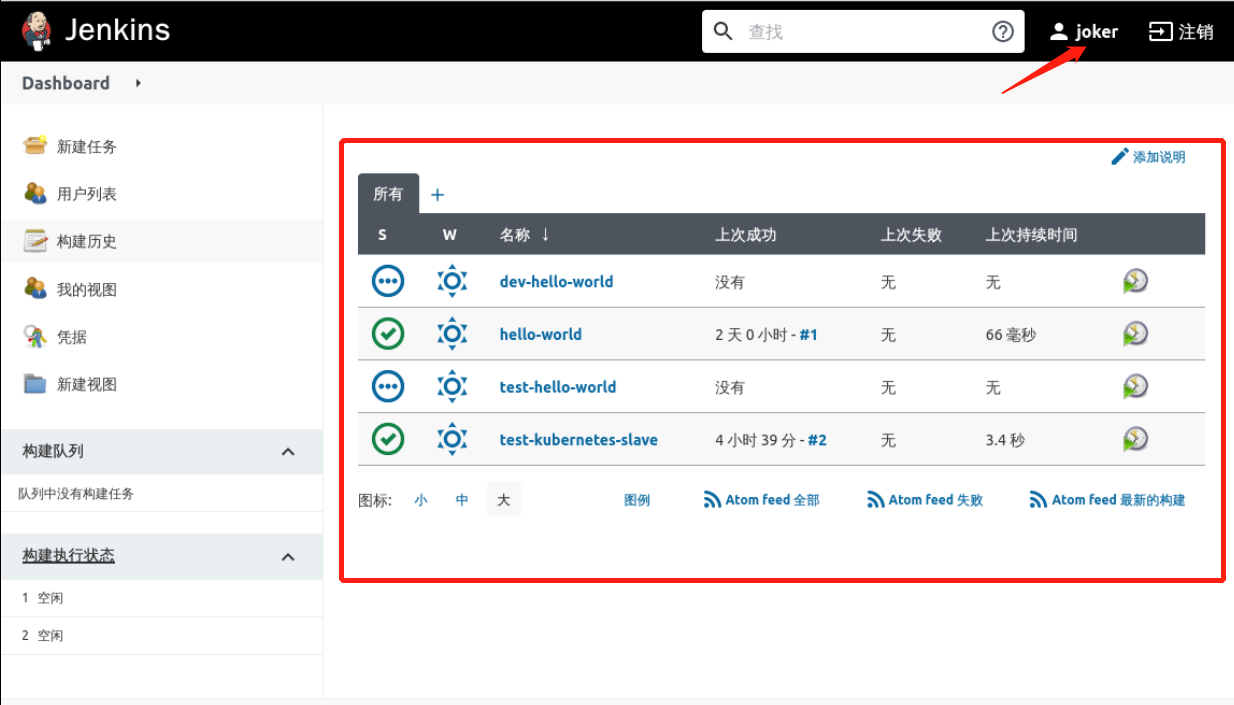 Jenkins
查找
joker
注销
Dashboard
新建任务
用户列表
构建历史
我的视图
凭据
新建视图
构建队列
队列中没有构建任务
构建执行状态
1 空闲
2 空闲
添加说明
所有 +
S W 名称 ↓ 上次成功 上次失败 上次持续时间
dev-hello-world 没有 无 无
hello-world 2 天 0 小时 - #1 无 66 毫秒
test-hello-world 没有 无 无
test-kubernetes-slave 4 小时 39 分 - #2 无 3.4 秒
图标: 小 中 大 图例 Atom feed 全部 Atom feed 失败 Atom feed 最新的构建